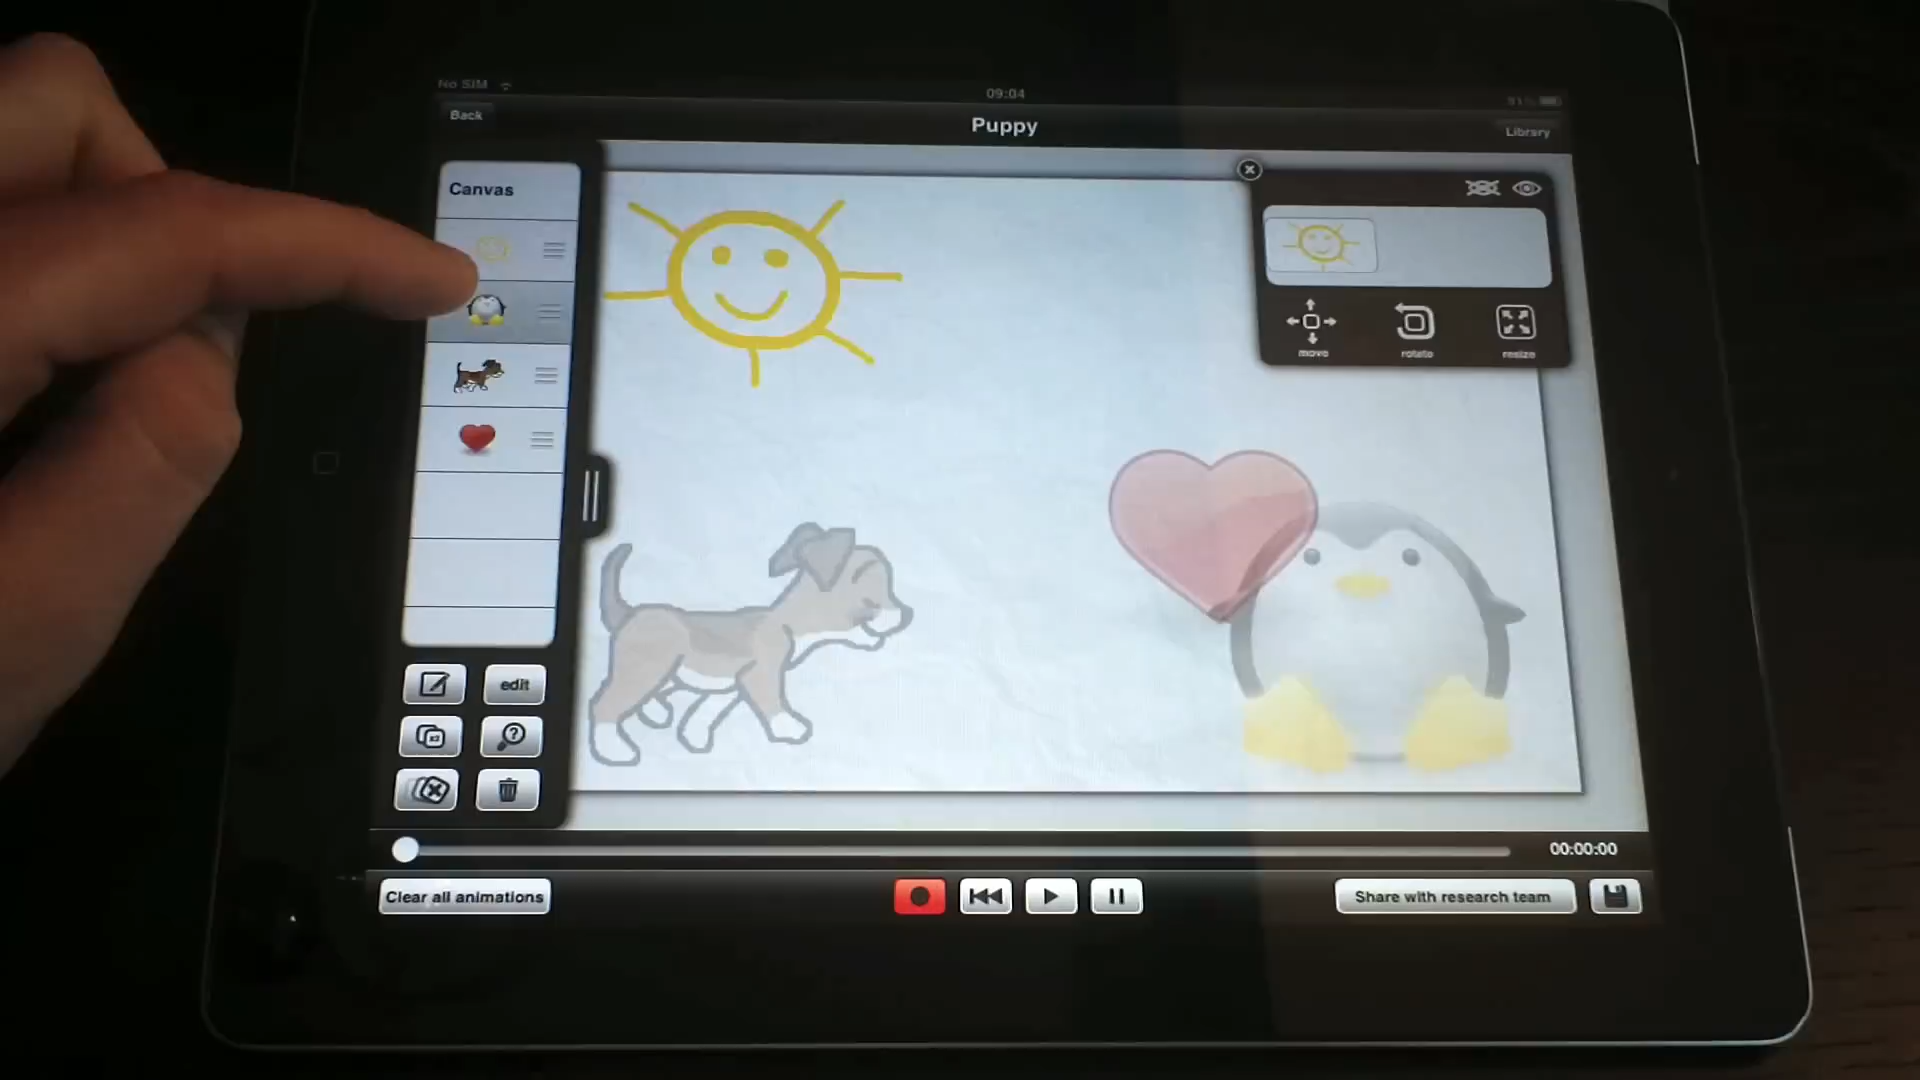 No SIM
09:04
Back
Puppy
Library
Canvas
move
rotate
resize
edit
00:00:00
Clear all animations
Share with research team